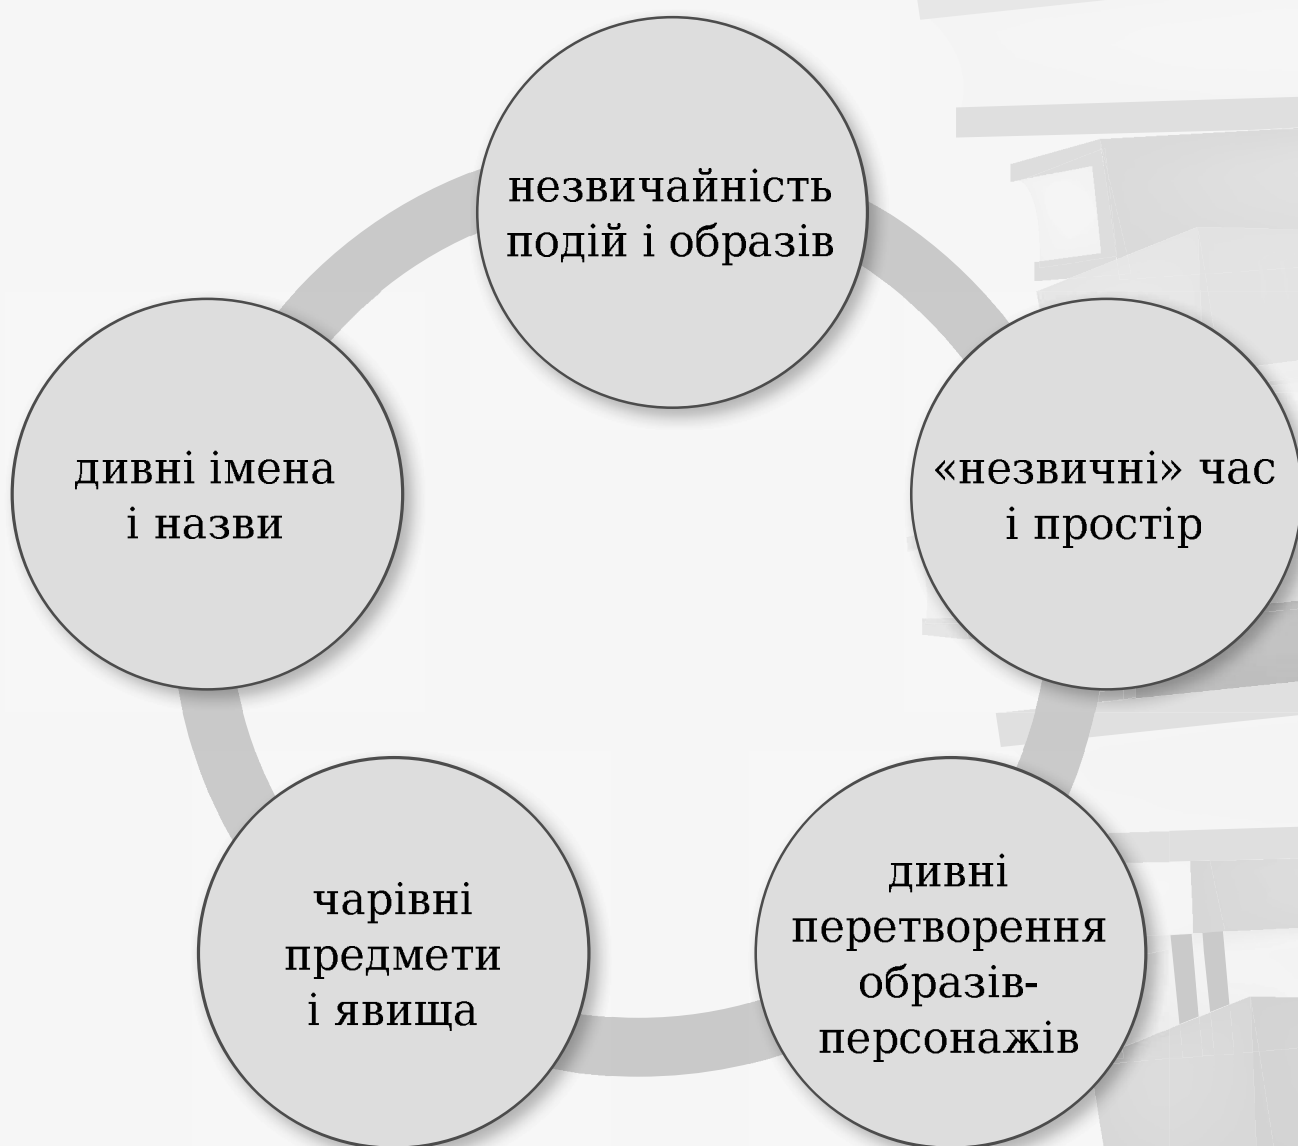 незвичайність
подій і образів
«незвичні» час
і простір
дивні
перетворення
образів-
персонажів
чарівні
предмети
і явища
дивні імена
і назви